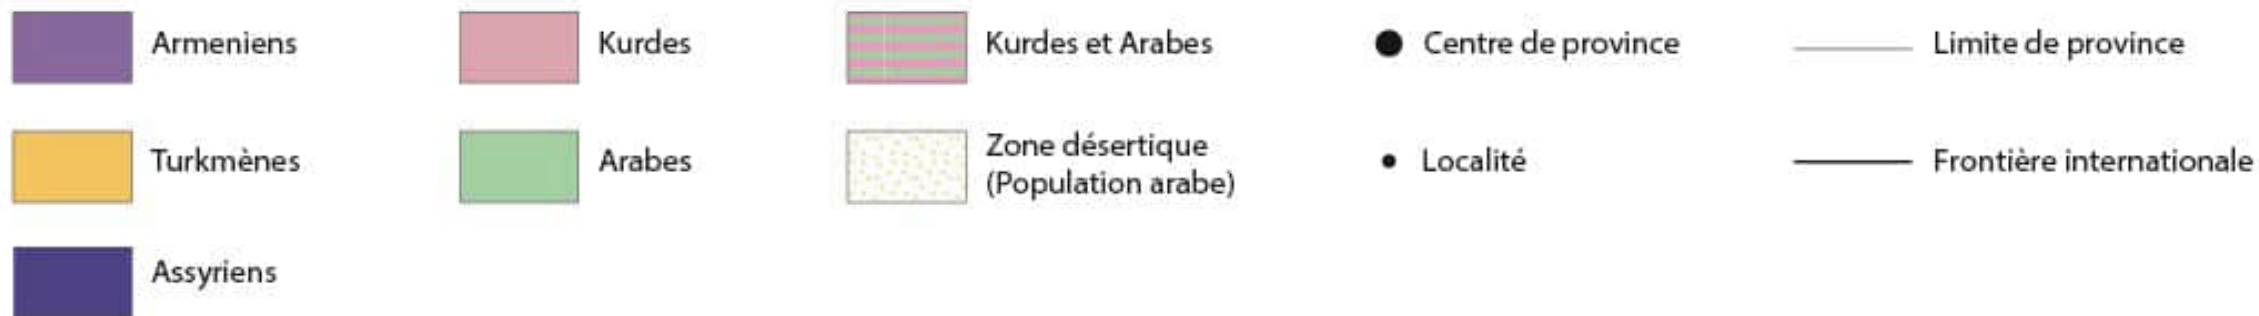 Armeniens
Kurdes
Kurdes et Arabes
Centre de province
Limite de province
Turkmènes
Arabes
Zone désertique
(Population arabe)
Localité
Frontière internationale
Assyriens